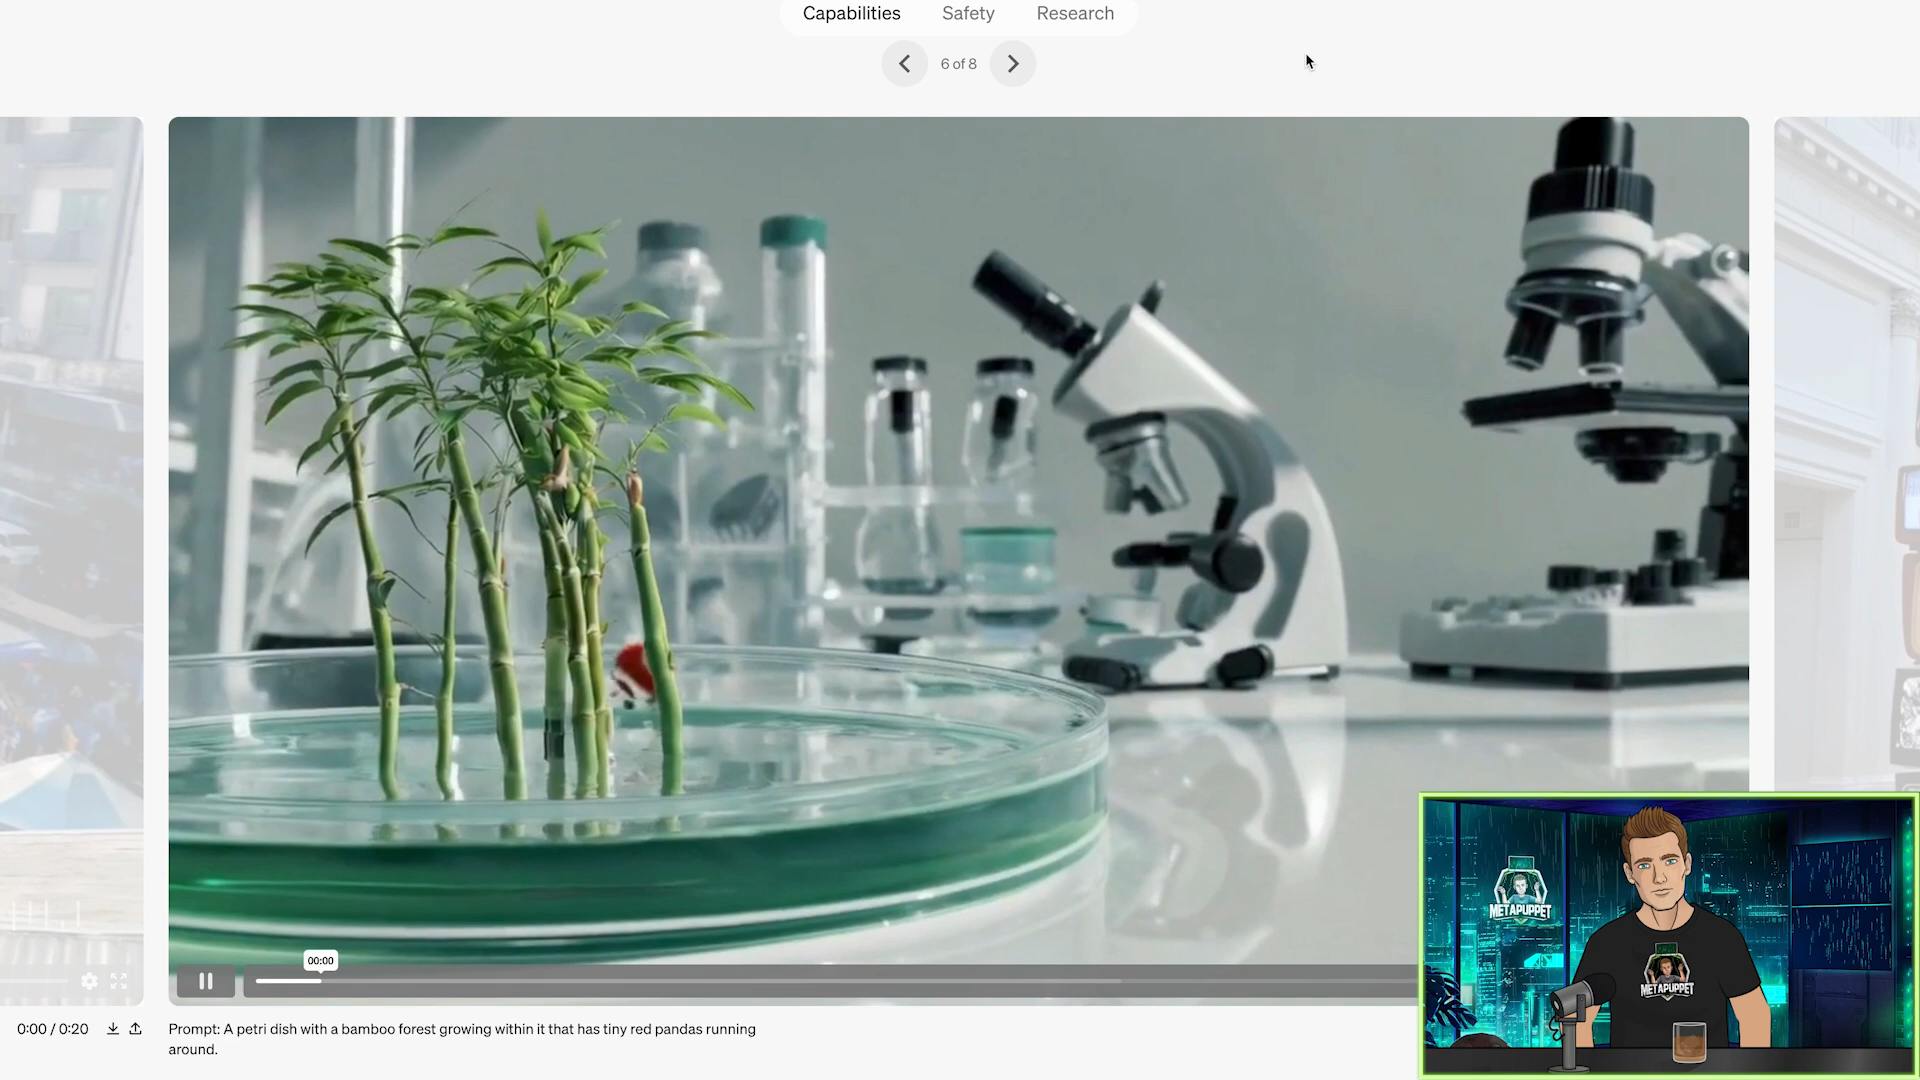 Capabilities Safety Research
6 of 8
00:00
0:00 / 0:20
Prompt: A petri dish with a bamboo forest growing within it that has tiny red pandas running
around.
METAPUPPET
METAPUPPET